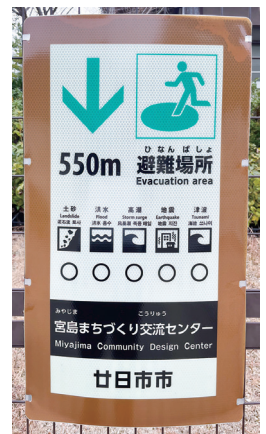 ひなんばしょ
550m 避難場所
Evacuation area
土砂 洪水 高潮 地震 津波
Landslide Flood Storm surge Earthquake Tsunami
みやじま こうりゅう
宮島まちづくり交流センター
Miyajima Community Design Center
廿日市市